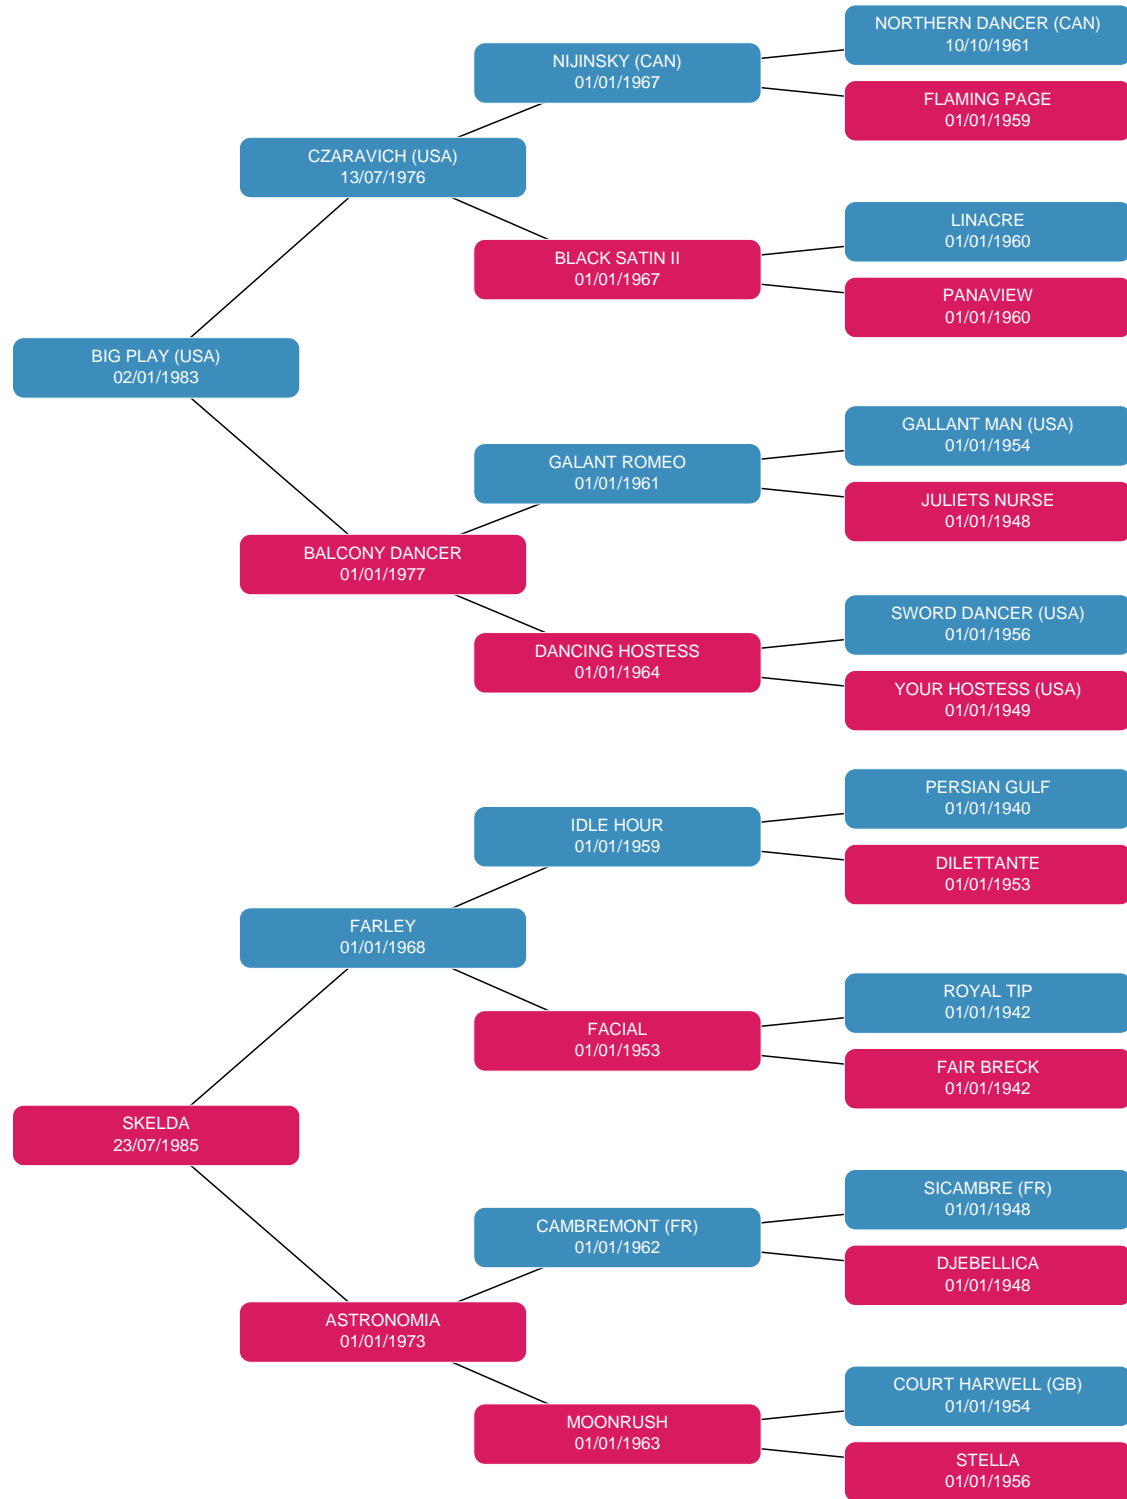 NORTHERN DANCER (CAN)
10/10/1961
NIJINSKY (CAN)
01/01/1967
FLAMING PAGE
01/01/1959
CZARAVICH (USA)
13/07/1976
LINACRE
01/01/1960
BLACK SATIN II
01/01/1967
PANAVIEW
01/01/1960
BIG PLAY (USA)
02/01/1983
GALLANT MAN (USA)
01/01/1954
GALANT ROMEO
01/01/1961
JULIETS NURSE
01/01/1948
BALCONY DANCER
01/01/1977
SWORD DANCER (USA)
01/01/1956
DANCING HOSTESS
01/01/1964
YOUR HOSTESS (USA)
01/01/1949
PERSIAN GULF
01/01/1940
IDLE HOUR
01/01/1959
DILETTANTE
01/01/1953
FARLEY
01/01/1968
ROYAL TIP
01/01/1942
FACIAL
01/01/1953
FAIR BRECK
01/01/1942
SKELDA
23/07/1985
SICAMBRE (FR)
01/01/1948
CAMBREMONT (FR)
01/01/1962
DJEBELLICA
01/01/1948
ASTRONOMIA
01/01/1973
COURT HARWELL (GB)
01/01/1954
MOONRUSH
01/01/1963
STELLA
01/01/1956